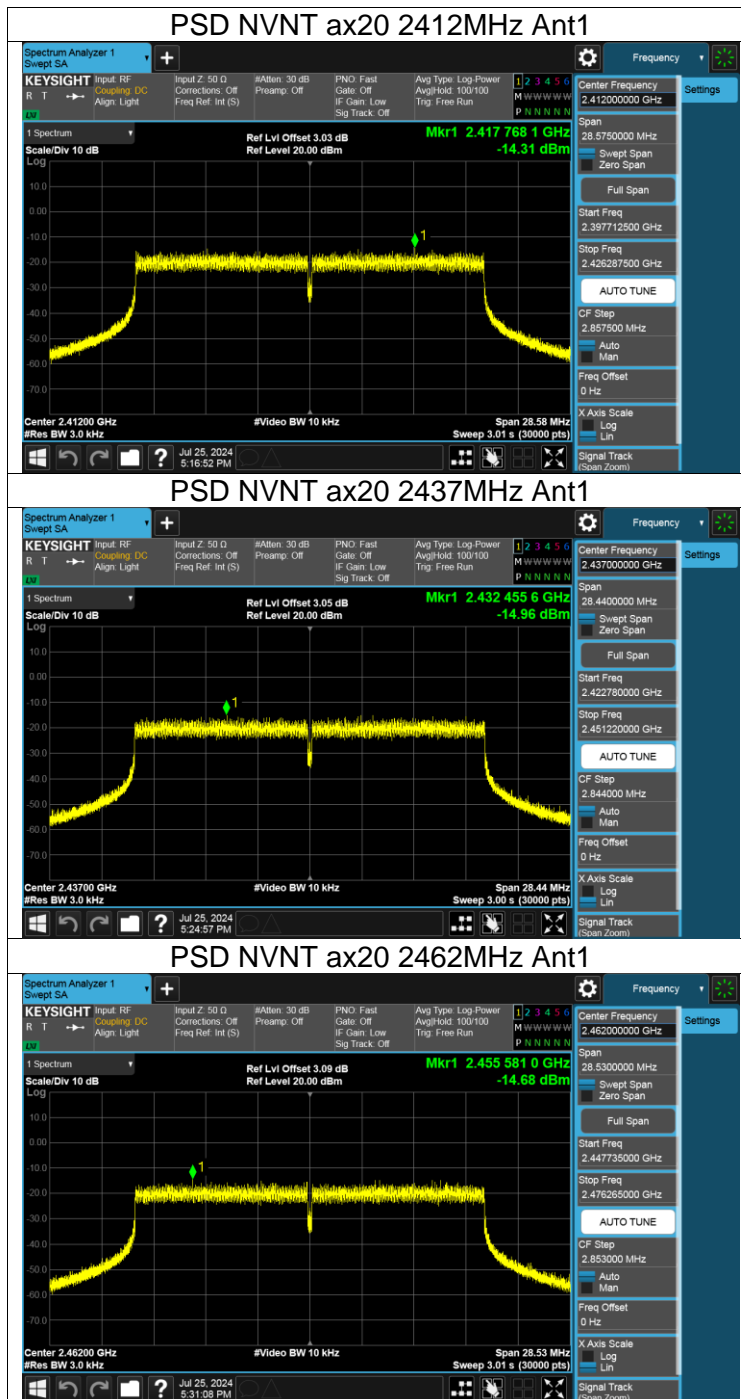 PSD NVNT ax20 2412MHz Ant1
Spectrum Analyzer 1
Swept SA
+
Frequency
KEYSIGHT
R T
LXI
Input: RF
Coupling: DC
Align: Light
Input Z: 50 Ω
Corrections: Off
Freq Ref: Int (S)
#Atten: 30 dB
Preamp: Off
PNO: Fast
Gate: Off
IF Gain: Low
Sig Track: Off
Avg Type: Log-Power
Avg|Hold: 100/100
Trig: Free Run
1 2 3 4 5 6
M W W W W W
P N N N N N
1 Spectrum
Scale/Div 10 dB
Log
Ref Lvl Offset 3.03 dB
Ref Level 20.00 dBm
Mkr1 2.417 768 1 GHz
-14.31 dBm
10.0
0.00
-10.0
-20.0
-30.0
-40.0
-50.0
-60.0
-70.0
1
Center 2.41200 GHz
#Res BW 3.0 kHz
#Video BW 10 kHz
Span 28.58 MHz
Sweep 3.01 s (30000 pts)
?
Jul 25, 2024
5:16:52 PM
Center Frequency
2.412000000 GHz
Settings
Span
28.5750000 MHz
Swept Span
Zero Span
Full Span
Start Freq
2.397712500 GHz
Stop Freq
2.426287500 GHz
AUTO TUNE
CF Step
2.857500 MHz
Auto
Man
Freq Offset
0 Hz
X Axis Scale
Log
Lin
Signal Track
(Span Zoom)
PSD NVNT ax20 2437MHz Ant1
Spectrum Analyzer 1
Swept SA
+
Frequency
KEYSIGHT
R T
LXI
Input: RF
Coupling: DC
Align: Light
Input Z: 50 Ω
Corrections: Off
Freq Ref: Int (S)
#Atten: 30 dB
Preamp: Off
PNO: Fast
Gate: Off
IF Gain: Low
Sig Track: Off
Avg Type: Log-Power
Avg|Hold: 100/100
Trig: Free Run
1 2 3 4 5 6
M W W W W W
P N N N N N
1 Spectrum
Scale/Div 10 dB
Log
Ref Lvl Offset 3.05 dB
Ref Level 20.00 dBm
Mkr1 2.432 455 6 GHz
-14.96 dBm
10.0
0.00
-10.0
-20.0
-30.0
-40.0
-50.0
-60.0
-70.0
1
Center 2.43700 GHz
#Res BW 3.0 kHz
#Video BW 10 kHz
Span 28.44 MHz
Sweep 3.00 s (30000 pts)
?
Jul 25, 2024
5:24:57 PM
Center Frequency
2.437000000 GHz
Settings
Span
28.4400000 MHz
Swept Span
Zero Span
Full Span
Start Freq
2.422780000 GHz
Stop Freq
2.451220000 GHz
AUTO TUNE
CF Step
2.844000 MHz
Auto
Man
Freq Offset
0 Hz
X Axis Scale
Log
Lin
Signal Track
(Span Zoom)
PSD NVNT ax20 2462MHz Ant1
Spectrum Analyzer 1
Swept SA
+
Frequency
KEYSIGHT
R T
LXI
Input: RF
Coupling: DC
Align: Light
Input Z: 50 Ω
Corrections: Off
Freq Ref: Int (S)
#Atten: 30 dB
Preamp: Off
PNO: Fast
Gate: Off
IF Gain: Low
Sig Track: Off
Avg Type: Log-Power
Avg|Hold: 100/100
Trig: Free Run
1 2 3 4 5 6
M W W W W W
P N N N N N
1 Spectrum
Scale/Div 10 dB
Log
Ref Lvl Offset 3.09 dB
Ref Level 20.00 dBm
Mkr1 2.455 581 0 GHz
-14.68 dBm
10.0
0.00
-10.0
-20.0
-30.0
-40.0
-50.0
-60.0
-70.0
1
Center 2.46200 GHz
#Res BW 3.0 kHz
#Video BW 10 kHz
Span 28.53 MHz
Sweep 3.01 s (30000 pts)
?
Jul 25, 2024
5:31:08 PM
Center Frequency
2.462000000 GHz
Settings
Span
28.5300000 MHz
Swept Span
Zero Span
Full Span
Start Freq
2.447735000 GHz
Stop Freq
2.476265000 GHz
AUTO TUNE
CF Step
2.853000 MHz
Auto
Man
Freq Offset
0 Hz
X Axis Scale
Log
Lin
Signal Track
(Span Zoom)